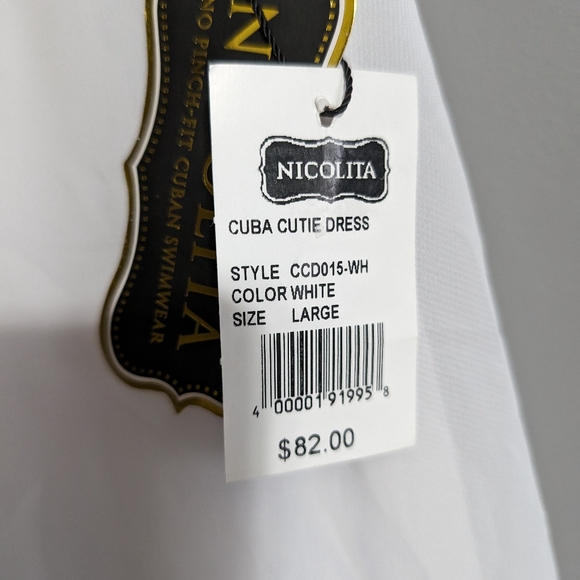 NICOLITA
CUBA CUTIE DRESS
STYLE CCD015-WH
COLOR WHITE
SIZE LARGE
4 00001 91995 8
$82.00
NO PINCH-FIT CUBAN SWIMWEAR